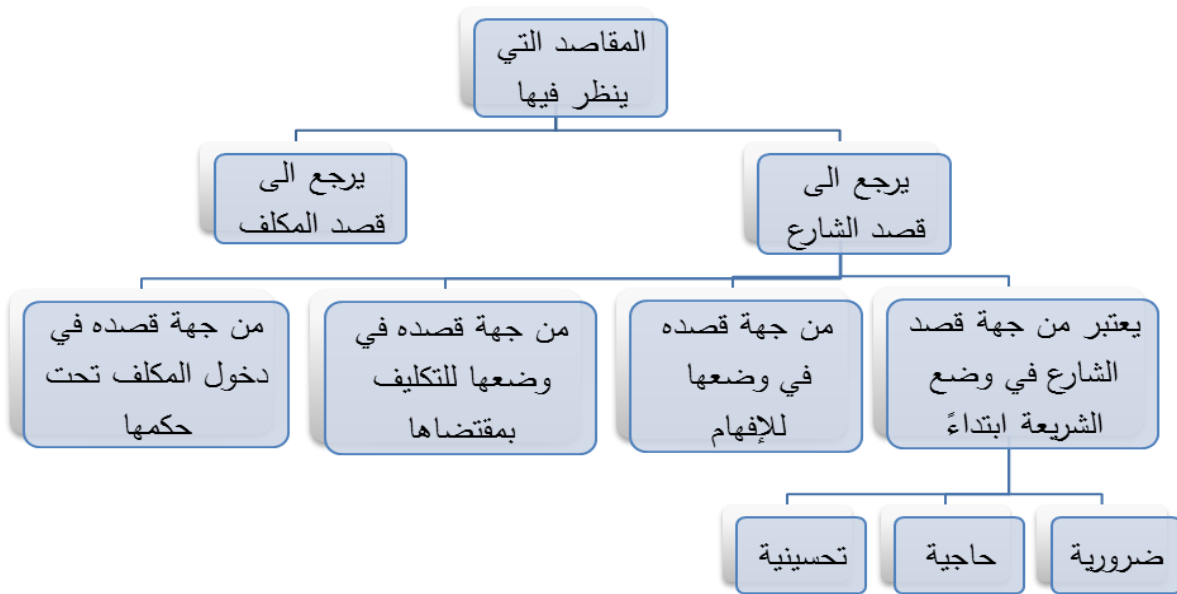 المقاصد التي
ينظر فيها
يرجع الى
قصد الشارع
يرجع الى
قصد المكلف
يعتبر من جهة قصد
الشارع في وضع
الشريعة ابتداءً
من جهة قصده
في وضعها
للإفهام
من جهة قصده في
وضعها للتكليف
بمقتضاها
من جهة قصده في
دخول المكلف تحت
حكمها
ضرورية
حاجية
تحسينية